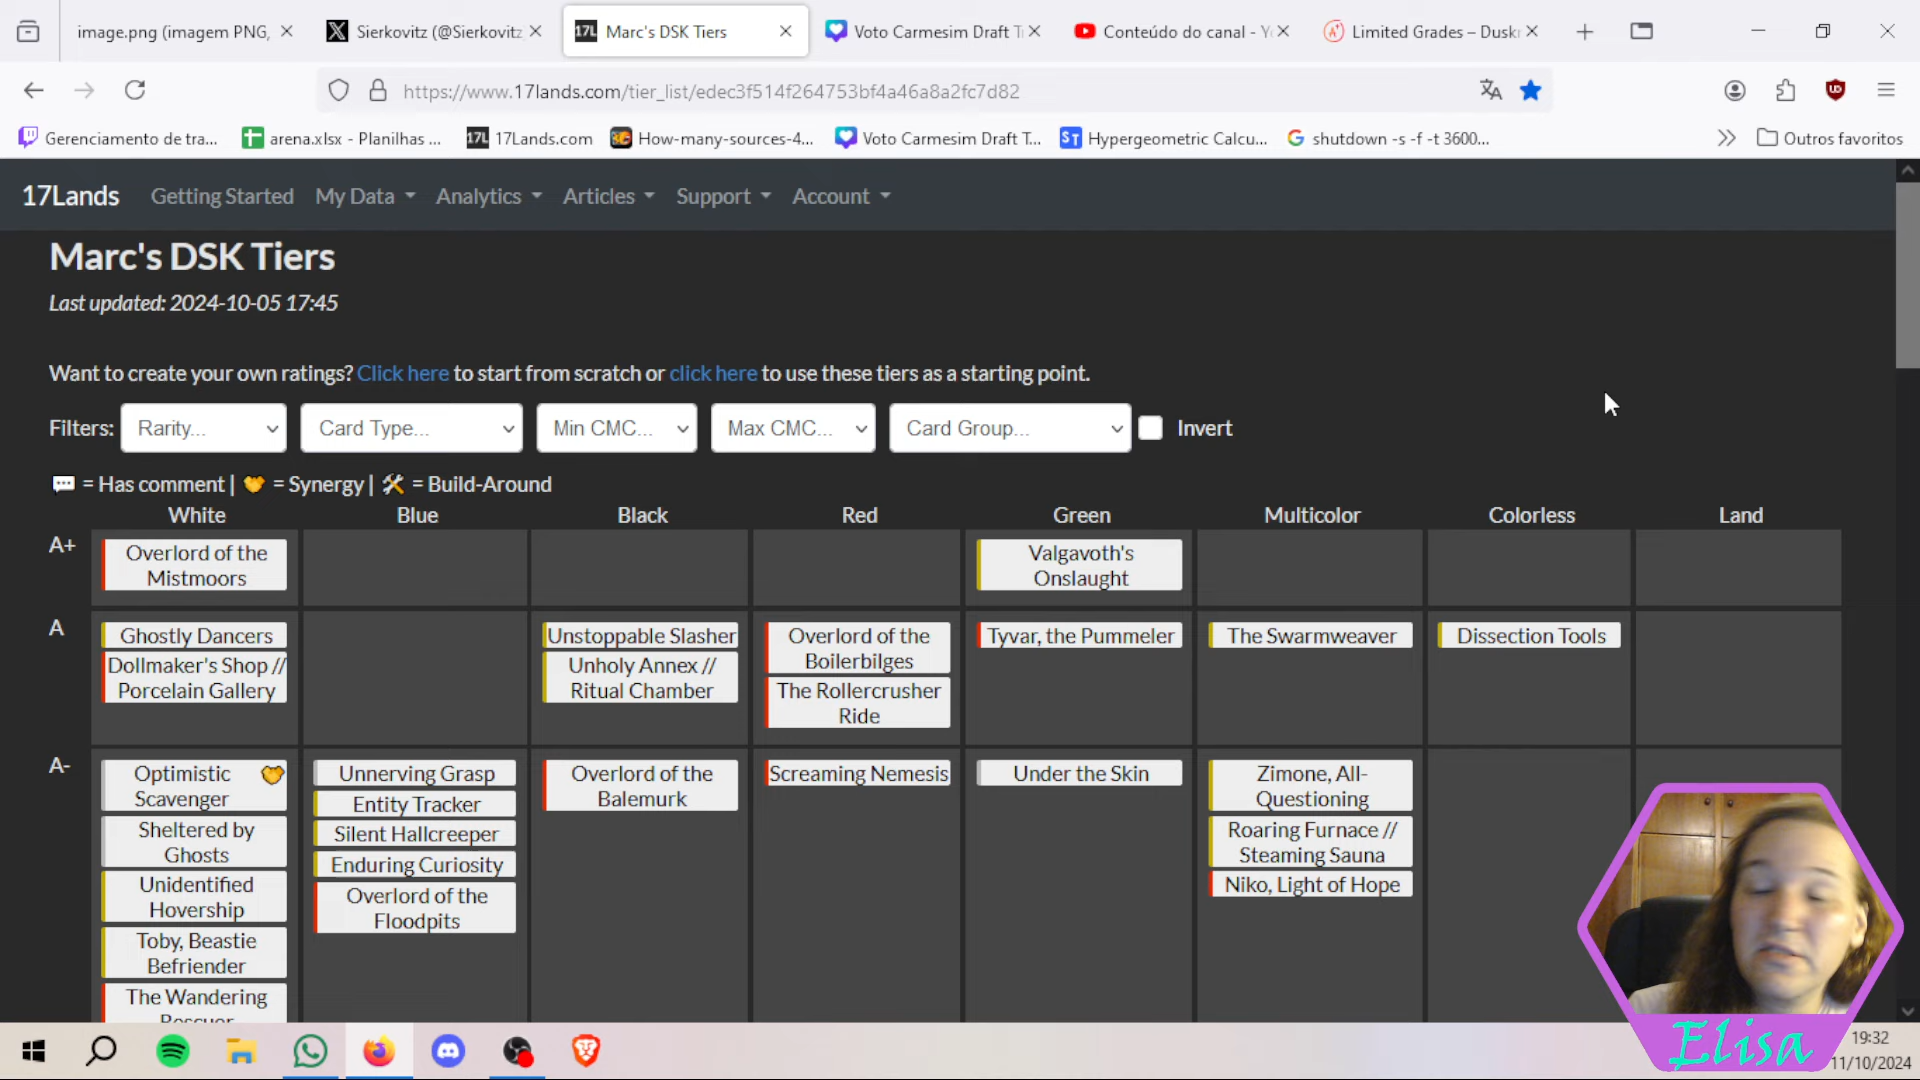 image.png (imagem PNG,
Sierkovitz (@Sierkovitz
17L Marc's DSK Tiers
Voto Carmesim Draft T
Conteúdo do canal - Y
Limited Grades – Dusk
https://www.17lands.com/tier_list/edec3f514f264753bf4a46a8a2fc7d82
Gerenciamento de tra...
arena.xlsx - Planilhas ...
17L 17Lands.com
How-many-sources-4...
Voto Carmesim Draft T...
ST Hypergeometric Calcu...
shutdown -s -f -t 3600...
Outros favoritos
17Lands
Getting Started
My Data
Analytics
Articles
Support
Account
Marc's DSK Tiers
Last updated: 2024-10-05 17:45
Want to create your own ratings? Click here to start from scratch or click here to use these tiers as a starting point.
Filters: Rarity... Card Type... Min CMC... Max CMC... Card Group... Invert
= Has comment | = Synergy | = Build-Around
White Blue Black Red Green Multicolor Colorless Land
A+
Overlord of the
Mistmoors
Valgavoth's
Onslaught
A
Ghostly Dancers
Dollmaker's Shop //
Porcelain Gallery
Unstoppable Slasher
Unholy Annex //
Ritual Chamber
Overlord of the
Boilerbilges
The Rollercrusher
Ride
Tyvar, the Pummeler
The Swarmweaver
Dissection Tools
A-
Optimistic
Scavenger
Sheltered by
Ghosts
Unidentified
Hovership
Toby, Beastie
Befriender
The Wandering
Rescuer
Unnerving Grasp
Entity Tracker
Silent Hallcreeper
Enduring Curiosity
Overlord of the
Floodpits
Overlord of the
Balemurk
Screaming Nemesis
Under the Skin
Zimone, All-
Questioning
Roaring Furnace //
Steaming Sauna
Niko, Light of Hope
Elisa
19:32
11/10/2024